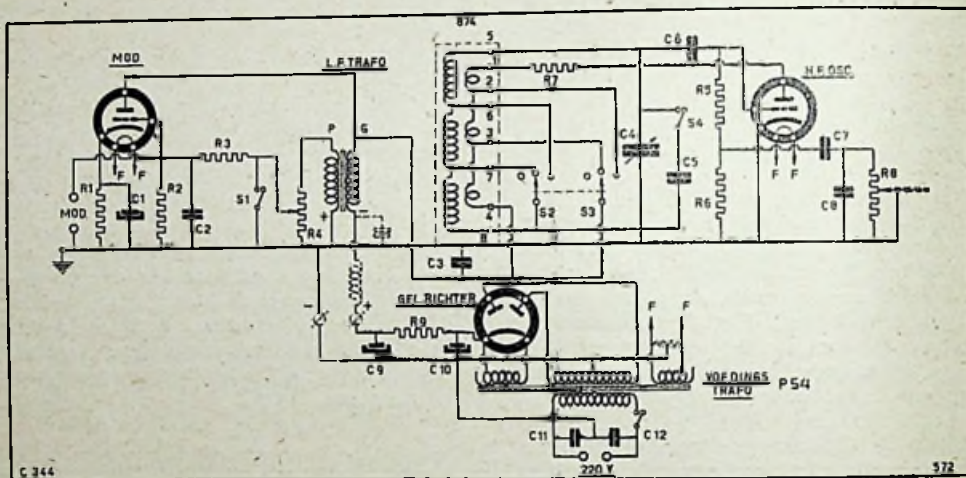 874
MOD
L.F. TRAFO
5
1
2
6
3
7
4
8
P
G
R7
C6
H.F. OSC.
R5
S4
C4
C5
R6
C7
C8
R8
F F
F F
R3
R1
MOD.
C1
R2
C2
S1
R4
+
S2
S3
C3
GELRICHTER
-
+
R9
C9
C10
F F
VOEDINGS
TRAFO
P54
C11
C12
220 V
C 344
572